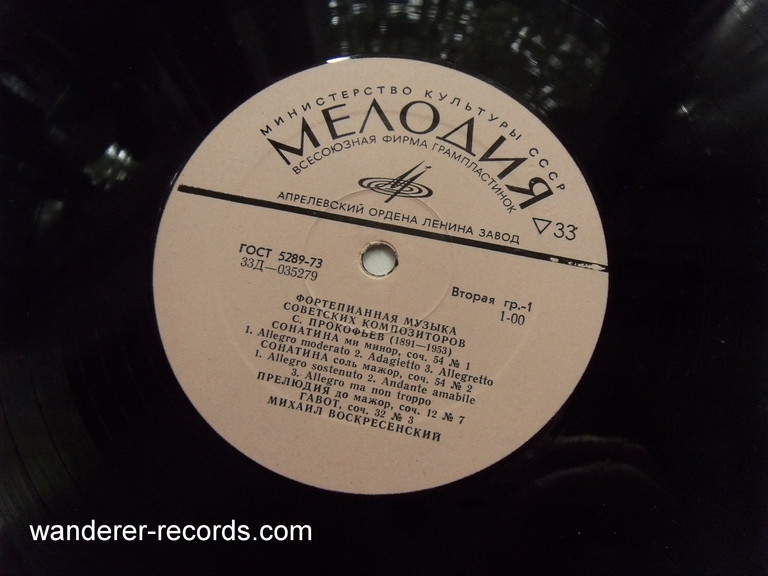 МИНИСТЕРСТВО КУЛЬТУРЫ СССР
МЕЛОДИЯ
ВСЕСОЮЗНАЯ ФИРМА ГРАМПЛАСТИНОК
АПРЕЛЕВСКИЙ ОРДЕНА ЛЕНИНА ЗАВОД
▽33
ГОСТ 5289-73
33Д—035279
Вторая гр.-1
1-00
ФОРТЕПИАННАЯ МУЗЫКА
СОВЕТСКИХ КОМПОЗИТОРОВ
С. ПРОКОФЬЕВ (1891—1953)
СОНАТИНА ми минор, соч. 54 № 1
1. Allegro moderato 2. Adagietto 3. Allegretto
СОНАТИНА соль мажор, соч. 54 № 2
1. Allegro sostenuto 2. Andante amabile
3. Allegro ma non troppo
ПРЕЛЮДИЯ до мажор, соч. 12 № 7
ГАВОТ, соч. 32 № 3
МИХАИЛ ВОСКРЕСЕНСКИЙ
wanderer-records.com